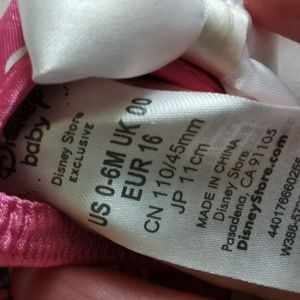 Disney
baby
Disney Store
EXCLUSIVE
US 0-6M UK 00
EUR 16
CN 110/45mm
JP 11cm
MADE IN CHINA
Disney Store
Pasadena, CA 91105
DisneyStore.com